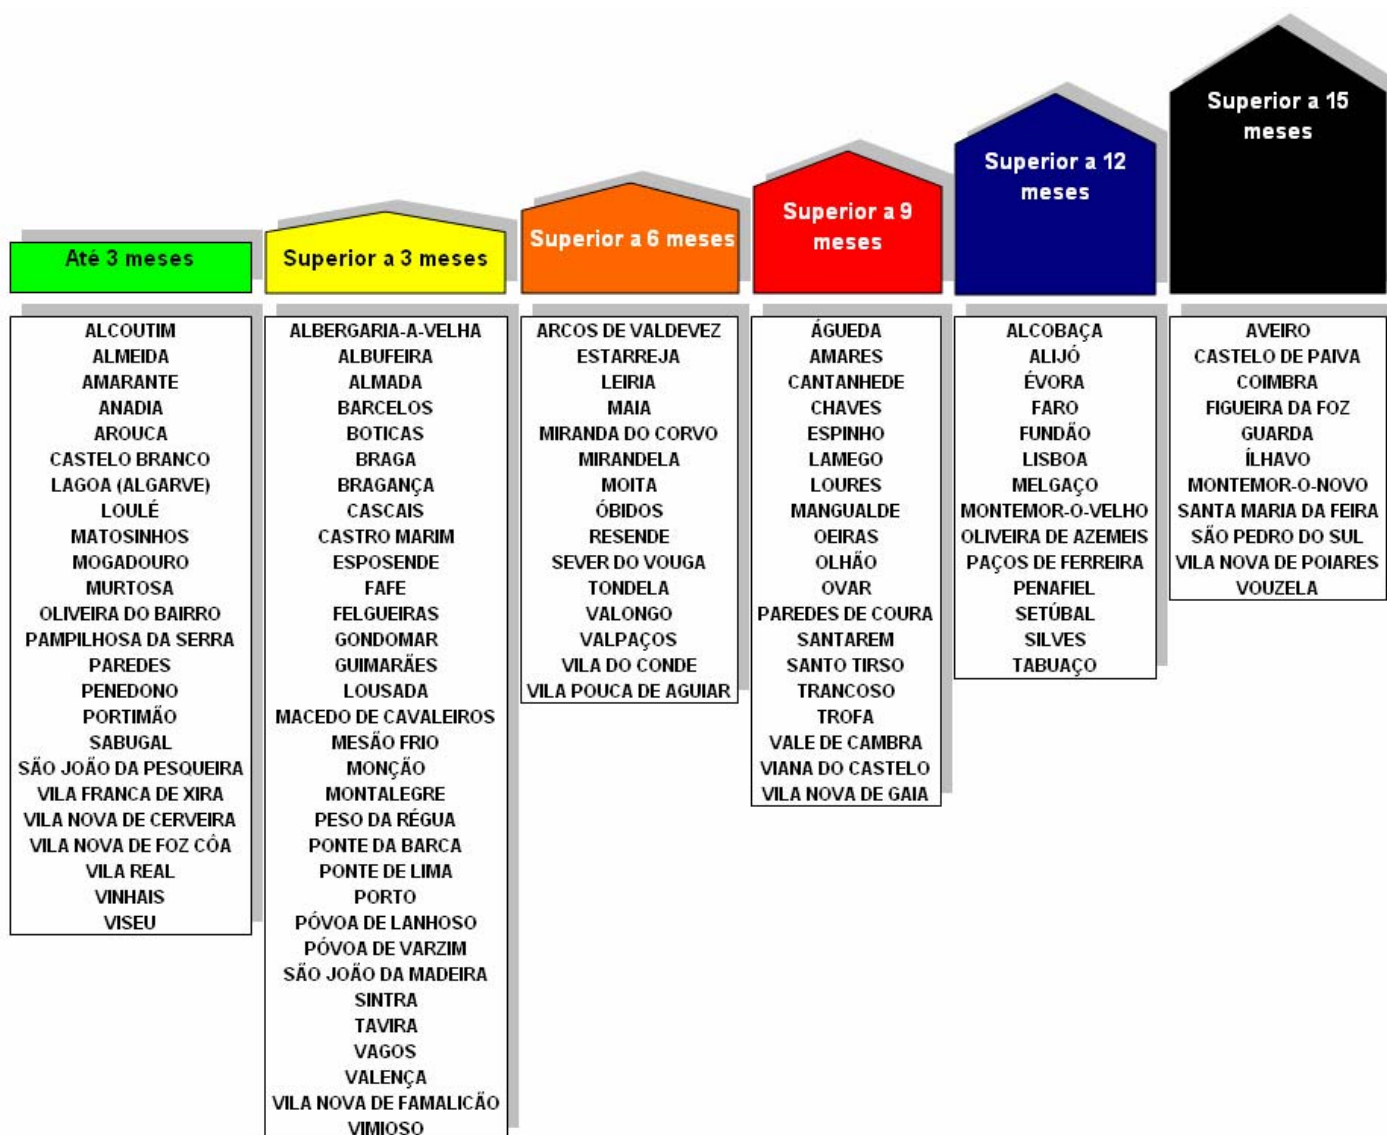 Até 3 meses
ALCOUTIM
ALMEIDA
AMARANTE
ANADIA
AROUCA
CASTELO BRANCO
LAGOA (ALGARVE)
LOULÉ
MATOSINHOS
MOGADOURO
MURTOSA
OLIVEIRA DO BAIRRO
PAMPILHOSA DA SERRA
PAREDES
PENEDONO
PORTIMÃO
SABUGAL
SÃO JOÃO DA PESQUEIRA
VILA FRANCA DE XIRA
VILA NOVA DE CERVEIRA
VILA NOVA DE FOZ CÔA
VILA REAL
VINHAIS
VISEU
Superior a 3 meses
ALBERGARIA-A-VELHA
ALBUFEIRA
ALMADA
BARCELOS
BOTICAS
BRAGA
BRAGANÇA
CASCAIS
CASTRO MARIM
ESPOSENDE
FAFE
FELGUEIRAS
GONDOMAR
GUIMARÃES
LOUSADA
MACEDO DE CAVALEIROS
MESÃO FRIO
MONÇÃO
MONTALEGRE
PESO DA RÉGUA
PONTE DA BARCA
PONTE DE LIMA
PORTO
PÓVOA DE LANHOSO
PÓVOA DE VARZIM
SÃO JOÃO DA MADEIRA
SINTRA
TAVIRA
VAGOS
VALENÇA
VILA NOVA DE FAMALICÃO
VIMIOSO
Superior a 6 meses
ARCOS DE VALDEVEZ
ESTARREJA
LEIRIA
MAIA
MIRANDA DO CORVO
MIRANDELA
MOITA
ÓBIDOS
RESENDE
SEVER DO VOUGA
TONDELA
VALONGO
VALPAÇOS
VILA DO CONDE
VILA POUCA DE AGUIAR
Superior a 9
meses
ÁGUEDA
AMARES
CANTANHEDE
CHAVES
ESPINHO
LAMEGO
LOURES
MANGUALDE
OEIRAS
OLHÃO
OVAR
PAREDES DE COURA
SANTAREM
SANTO TIRSO
TRANCOSO
TROFA
VALE DE CAMBRA
VIANA DO CASTELO
VILA NOVA DE GAIA
Superior a 12
meses
ALCOBAÇA
ALIJÓ
ÉVORA
FARO
FUNDÃO
LISBOA
MELGAÇO
MONTEMOR-O-VELHO
OLIVEIRA DE AZEMEIS
PAÇOS DE FERREIRA
PENAFIEL
SETÚBAL
SILVES
TABUAÇO
Superior a 15
meses
AVEIRO
CASTELO DE PAIVA
COIMBRA
FIGUEIRA DA FOZ
GUARDA
ÍLHAVO
MONTEMOR-O-NOVO
SANTA MARIA DA FEIRA
SÃO PEDRO DO SUL
VILA NOVA DE POIARES
VOUZELA